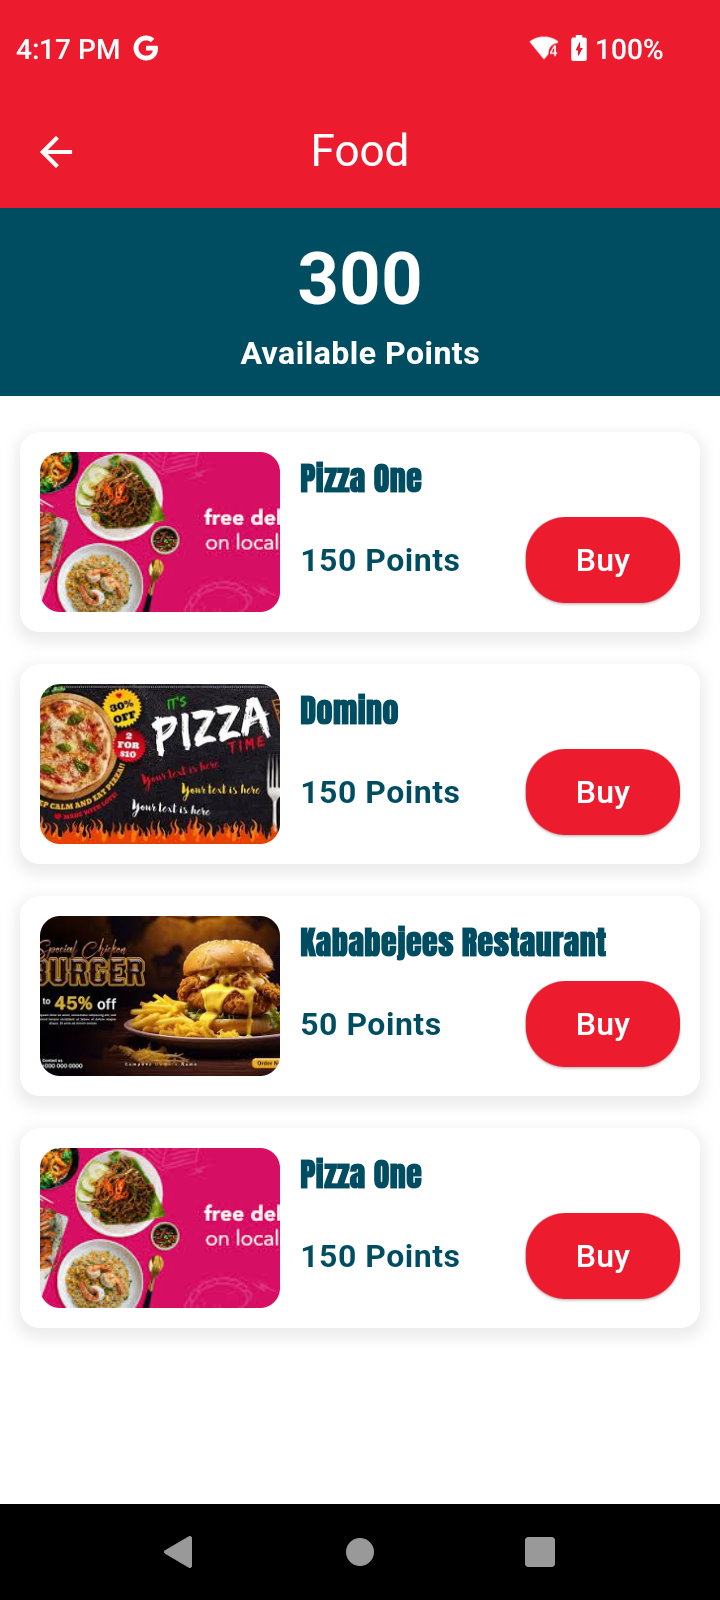 4:17 PM G
4
100%
Food
300
Available Points
free del
on local
Pizza One
150 Points
Buy
30%
OFF
2
FOR
$10
IT'S
PIZZA
TIME
Your text is here
Your text is here
Your text is here
EP CALM AND EAT PIZZA!!
MADE WITH LOVE!
Domino
150 Points
Buy
Special Chicken
BURGER
to 45% off
Contact us
+000 000 0000
Kababejees Restaurant
50 Points
Buy
free del
on local
Pizza One
150 Points
Buy